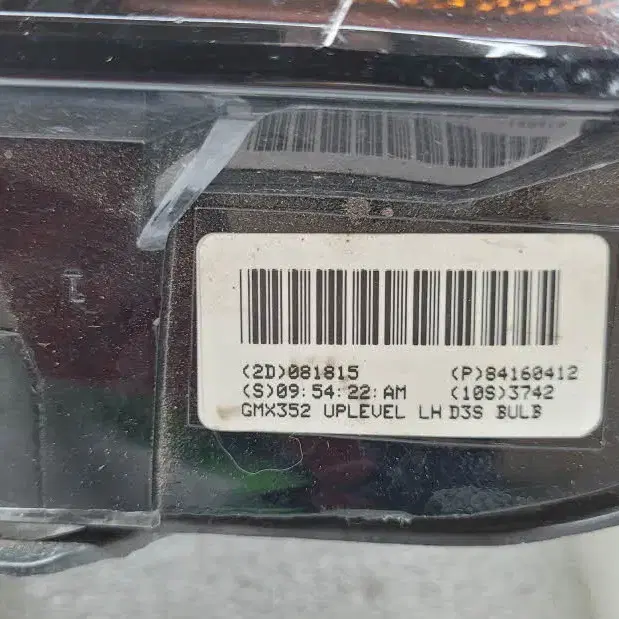 (2D)081815 (P)84160412
(S)09:54:22:AM (10S)3742
GMX352 UPLEVEL LH D3S BULB